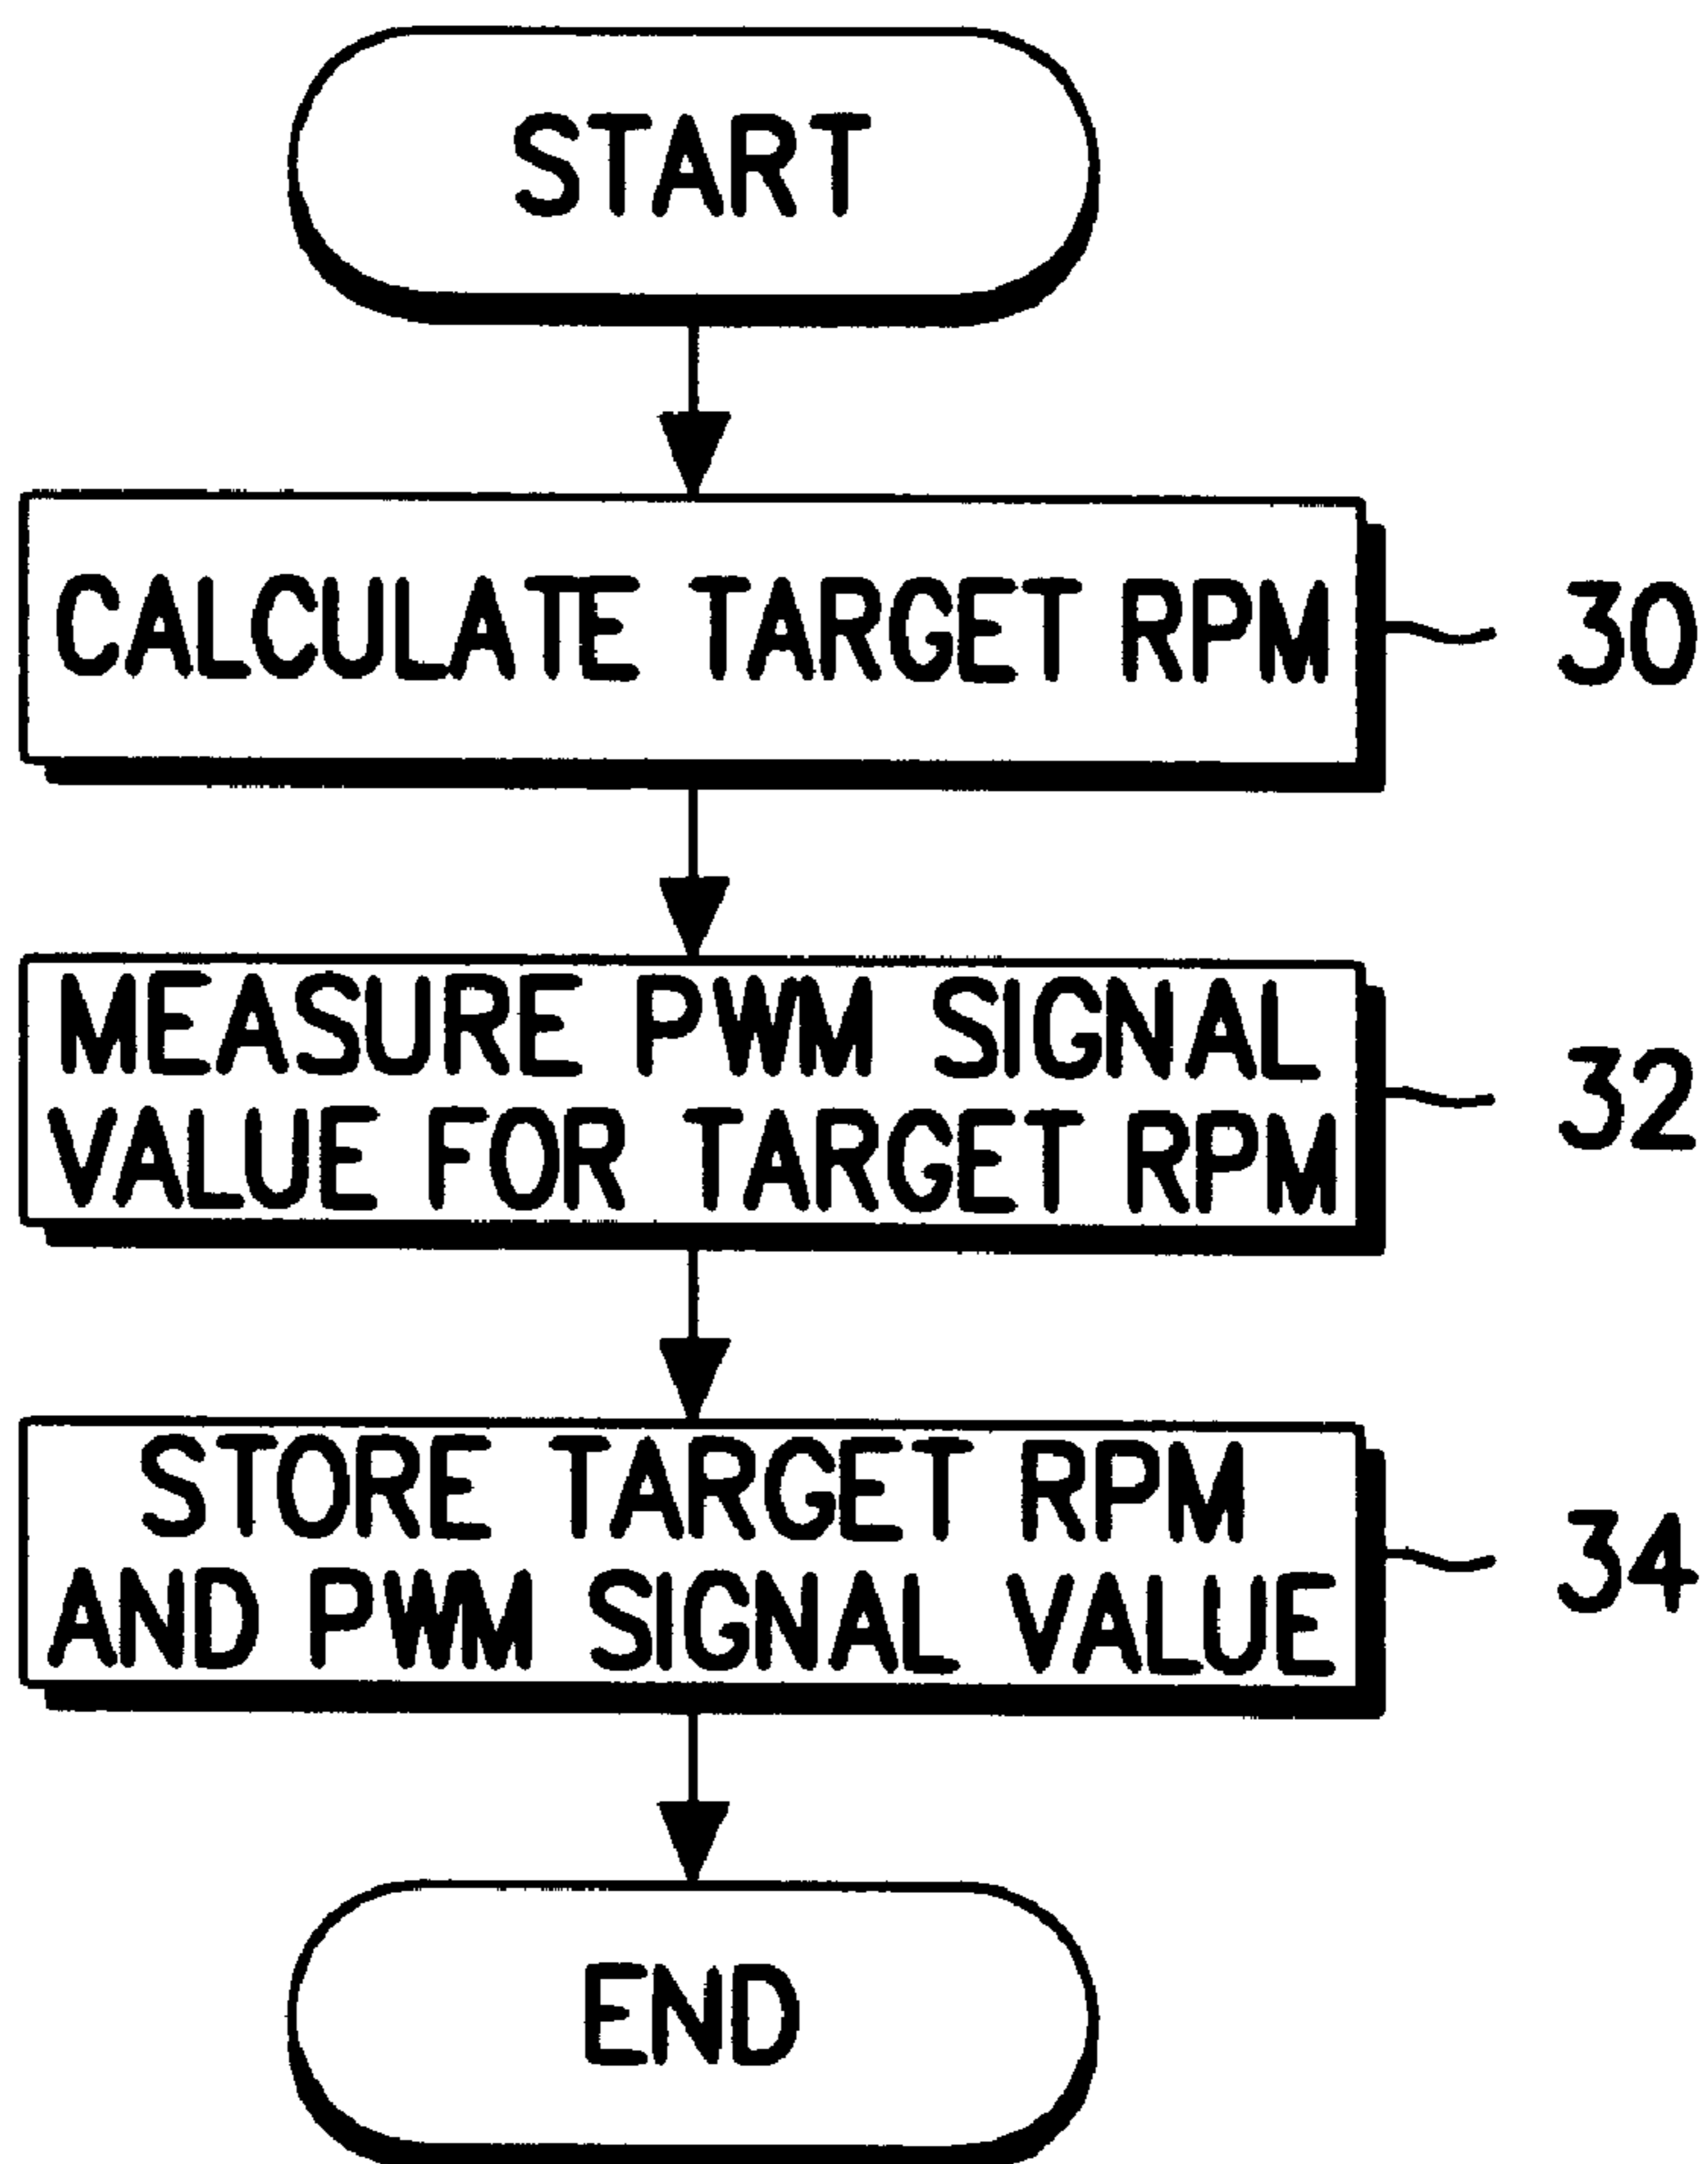 START
CALCULATE TARGET RPM
30
MEASURE PWM SIGNAL
VALUE FOR TARGET RPM
32
STORE TARGET RPM
AND PWM SIGNAL VALUE
34
END